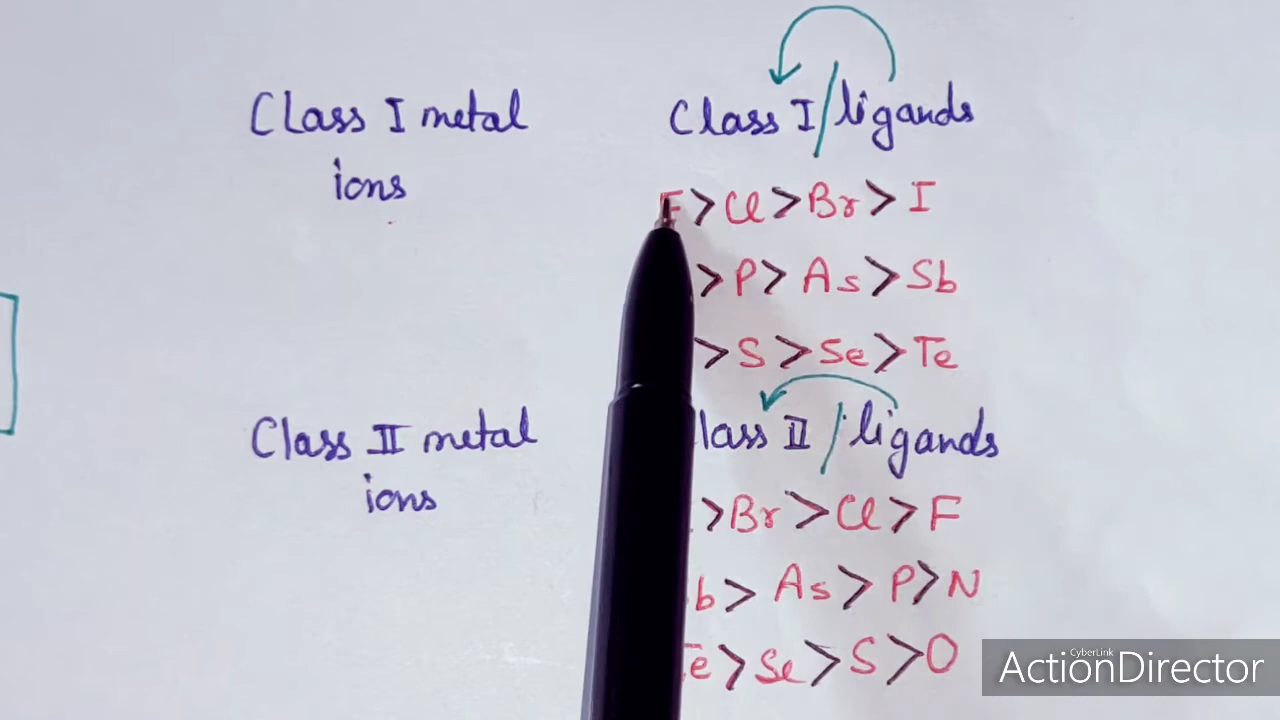 Class I metal
ions
Class I/ligands
F > Cl > Br > I
> P > As > Sb
> S > Se > Te
Class II metal
ions
lass II / ligands
> Br > Cl > F
b > As > P > N
Te > Se > S > O
CyberLink
ActionDirector